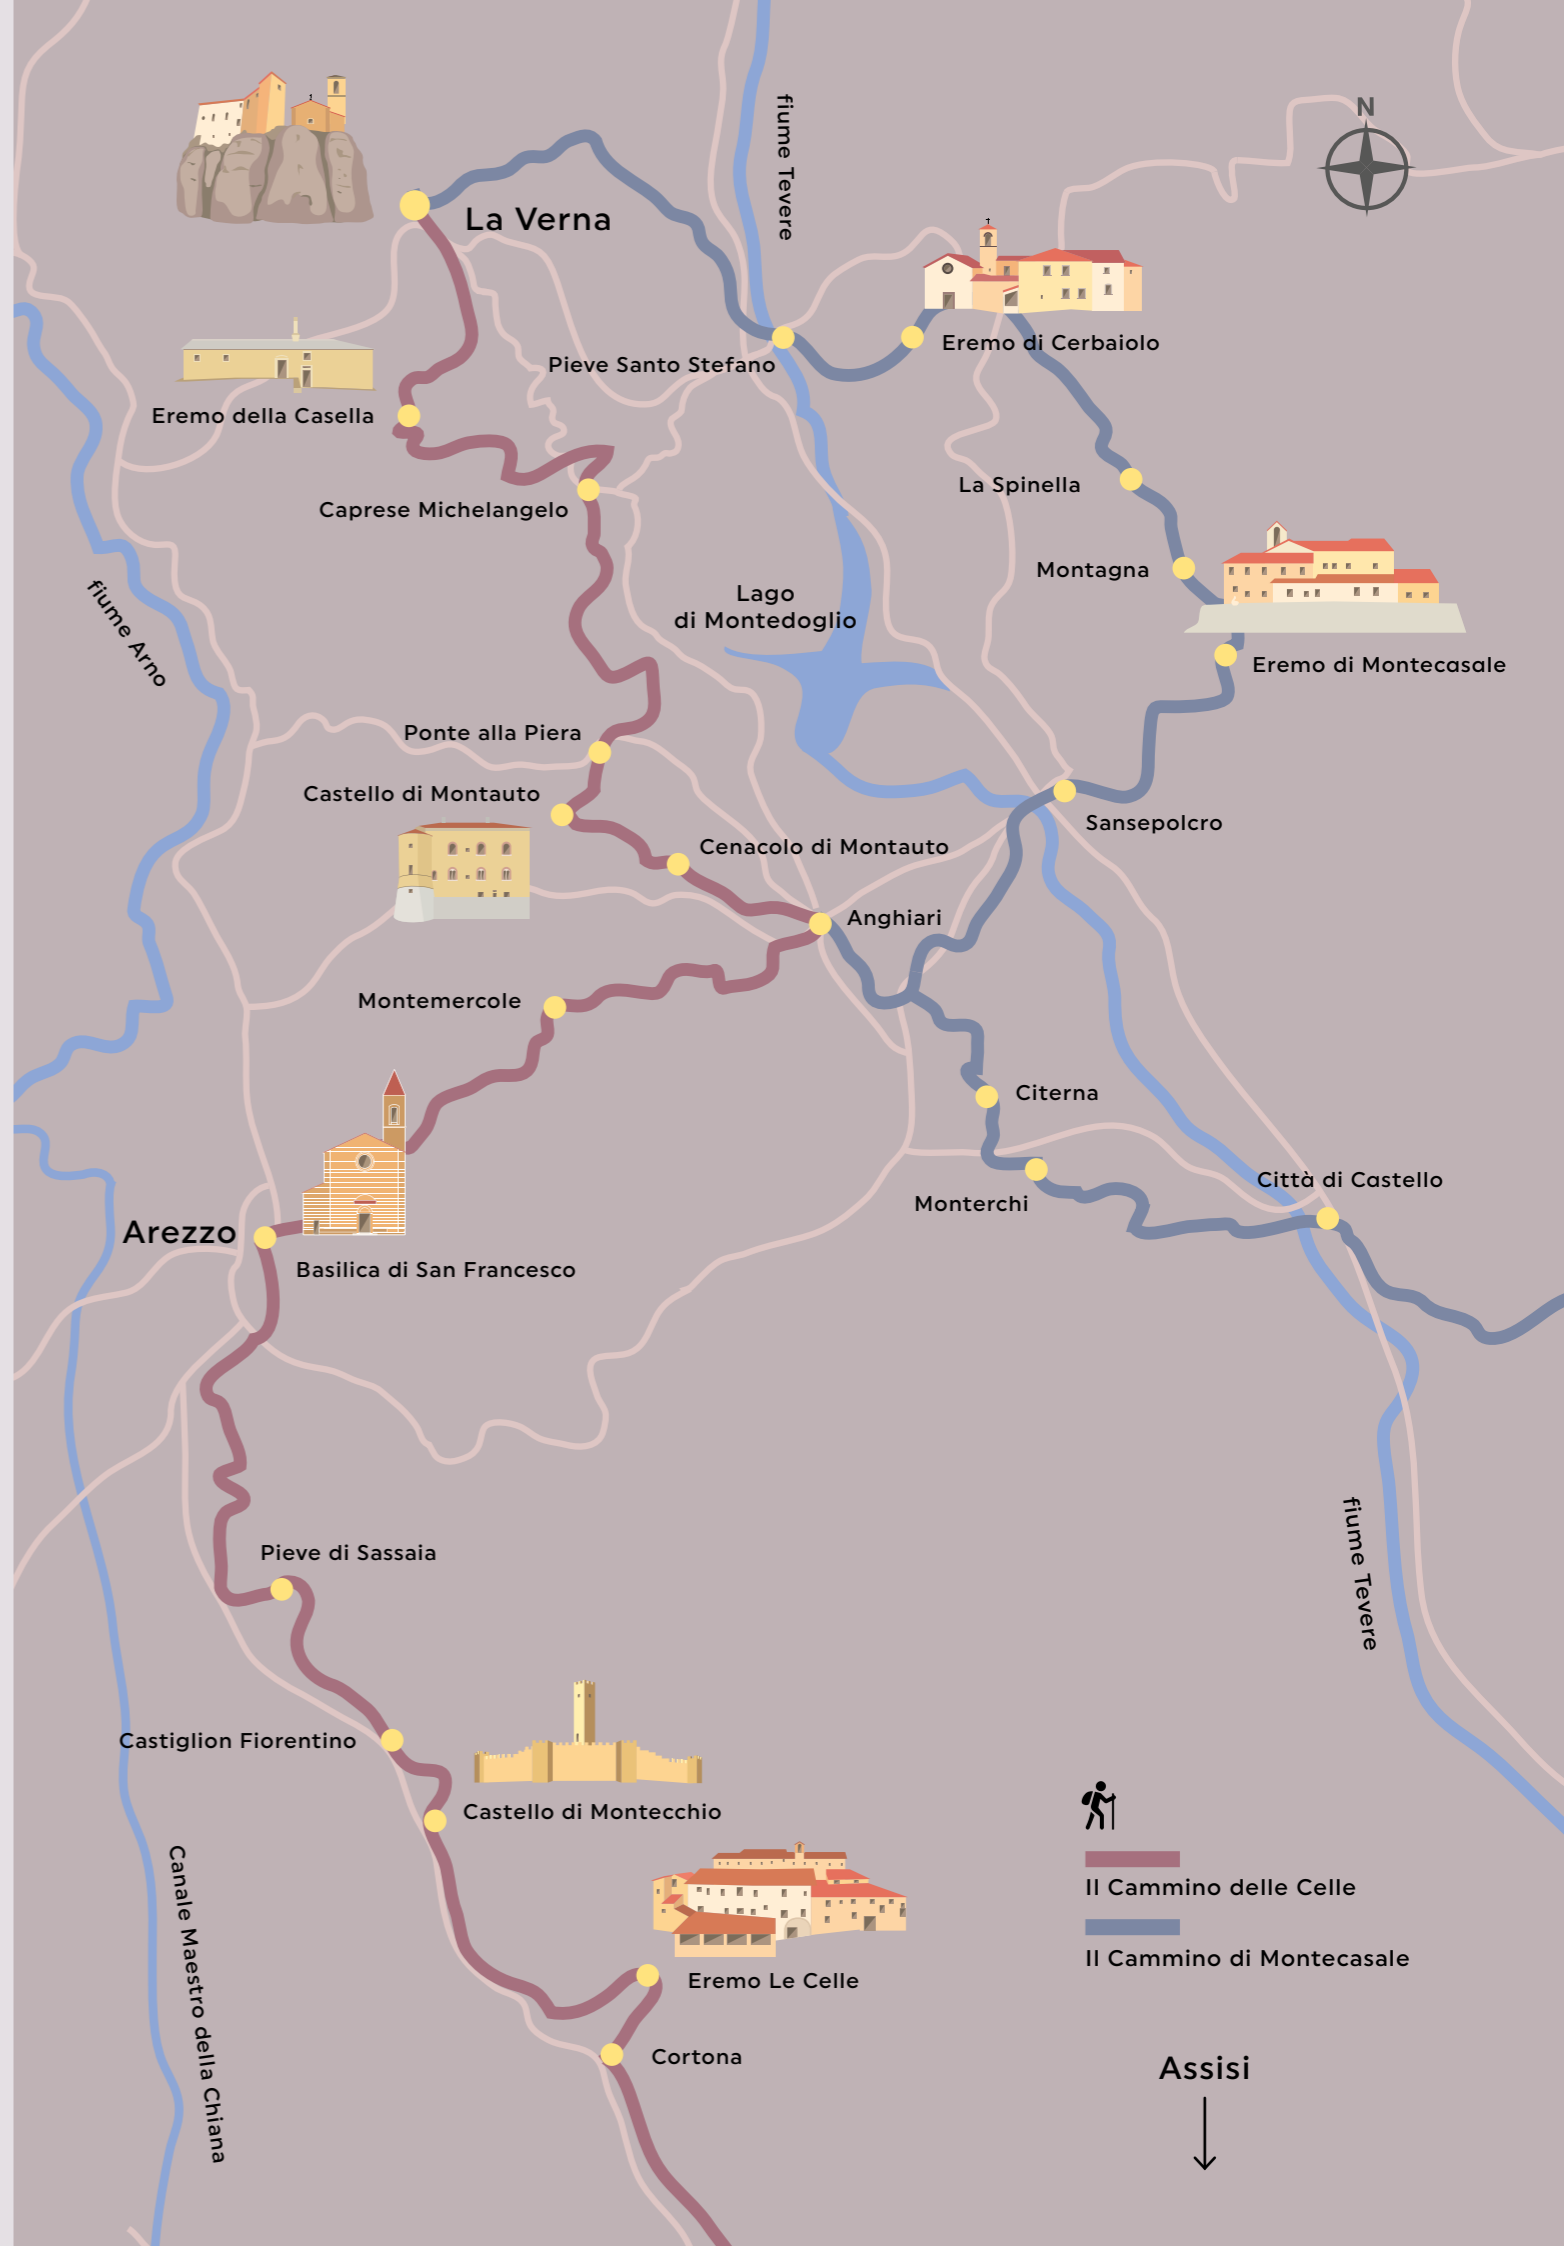 N
fiume Tevere
La Verna
Eremo di Cerbaiolo
Pieve Santo Stefano
Eremo della Casella
La Spinella
Caprese Michelangelo
Montagna
Lago
di Montedoglio
fiume Arno
Eremo di Montecasale
Ponte alla Piera
Castello di Montauto
Sansepolcro
Cenacolo di Montauto
Anghiari
Montemercole
Citerna
Città di Castello
Monterchi
Arezzo
Basilica di San Francesco
fiume Tevere
Pieve di Sassaia
Castiglion Fiorentino
Castello di Montecchio
Canale Maestro della Chiana
Il Cammino delle Celle
Il Cammino di Montecasale
Eremo Le Celle
Cortona
Assisi